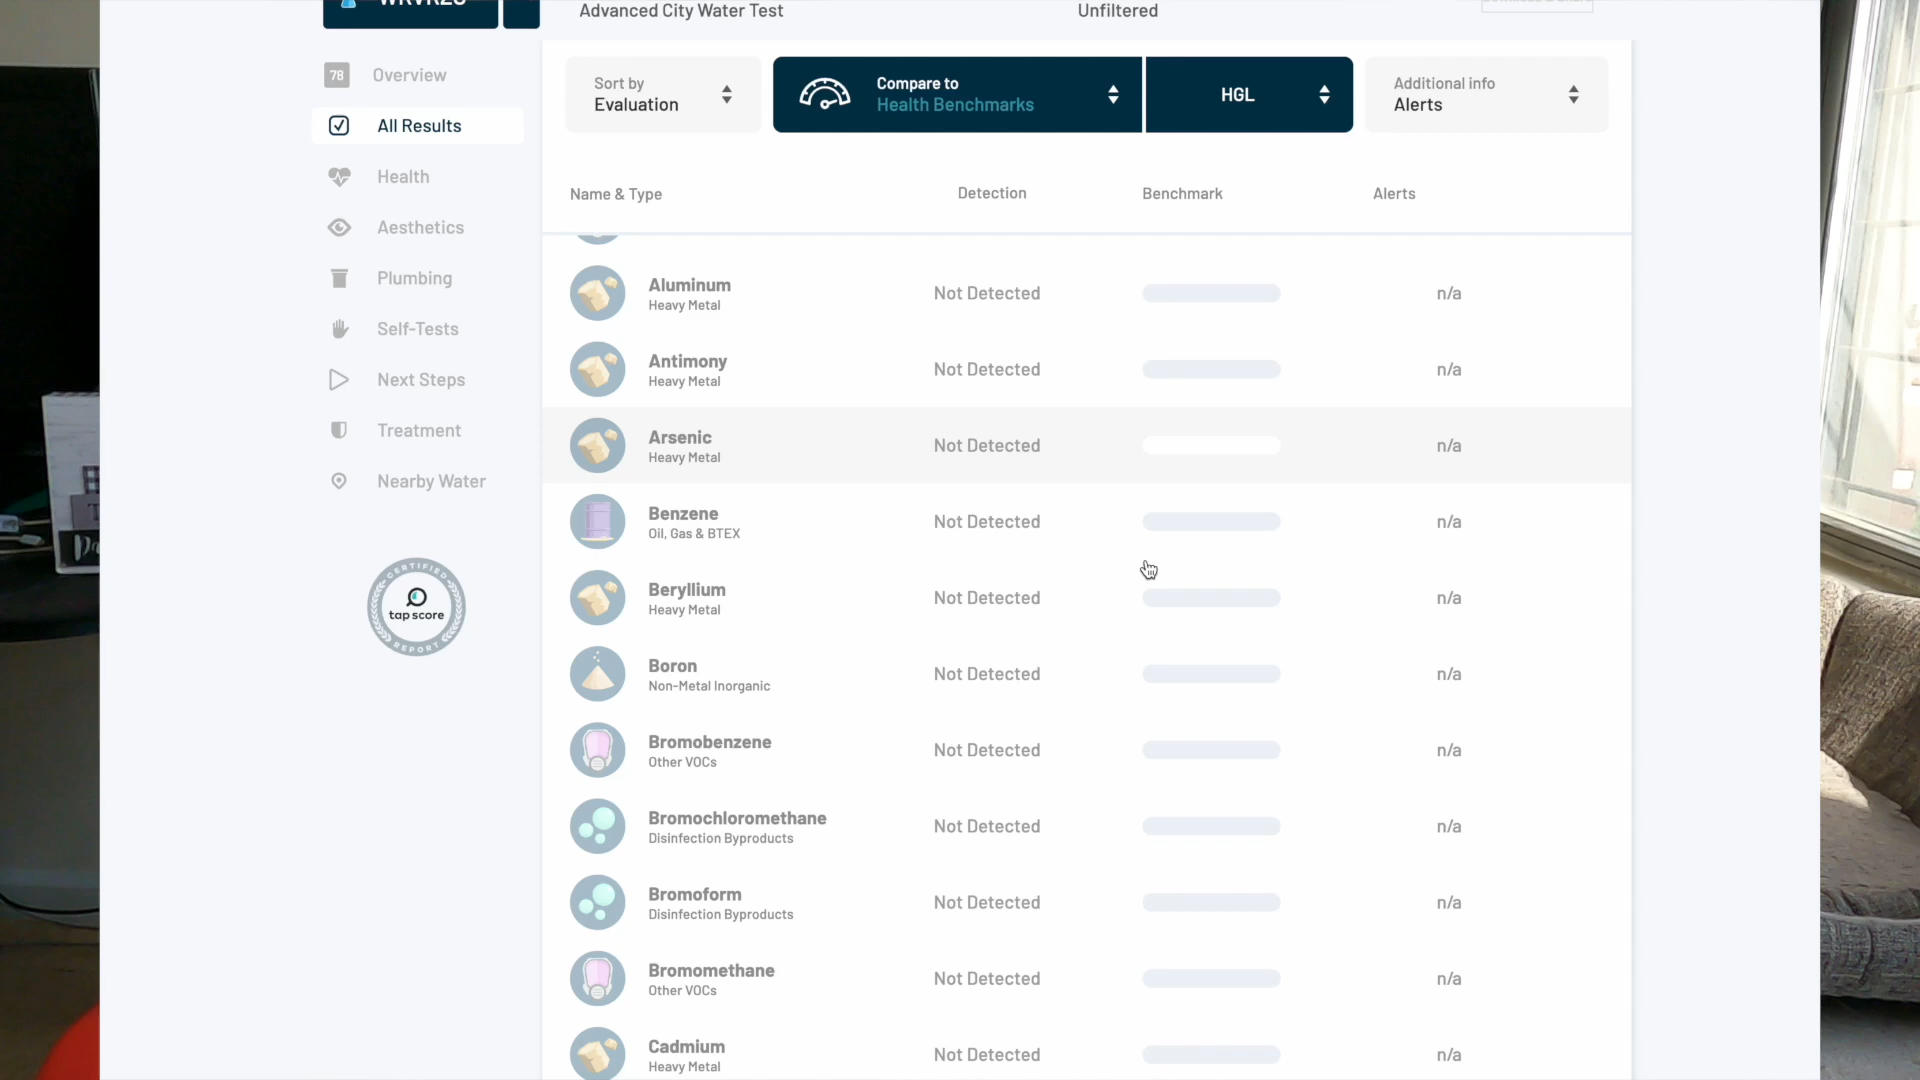 Advanced City Water Test
Unfiltered
78 Overview
All Results
Health
Aesthetics
Plumbing
Self-Tests
Next Steps
Treatment
Nearby Water
CERTIFIED
tap score
REPORT
Sort by
Evaluation
Compare to
Health Benchmarks
HGL
Additional info
Alerts
Name & Type Detection Benchmark Alerts
Aluminum
Heavy Metal
Not Detected n/a
Antimony
Heavy Metal
Not Detected n/a
Arsenic
Heavy Metal
Not Detected n/a
Benzene
Oil, Gas & BTEX
Not Detected n/a
Beryllium
Heavy Metal
Not Detected n/a
Boron
Non-Metal Inorganic
Not Detected n/a
Bromobenzene
Other VOCs
Not Detected n/a
Bromochloromethane
Disinfection Byproducts
Not Detected n/a
Bromoform
Disinfection Byproducts
Not Detected n/a
Bromomethane
Other VOCs
Not Detected n/a
Cadmium
Heavy Metal
Not Detected n/a